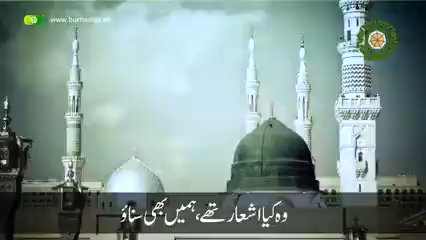 وہ کیا اشعار تھے، ہمیں بھی سناؤ